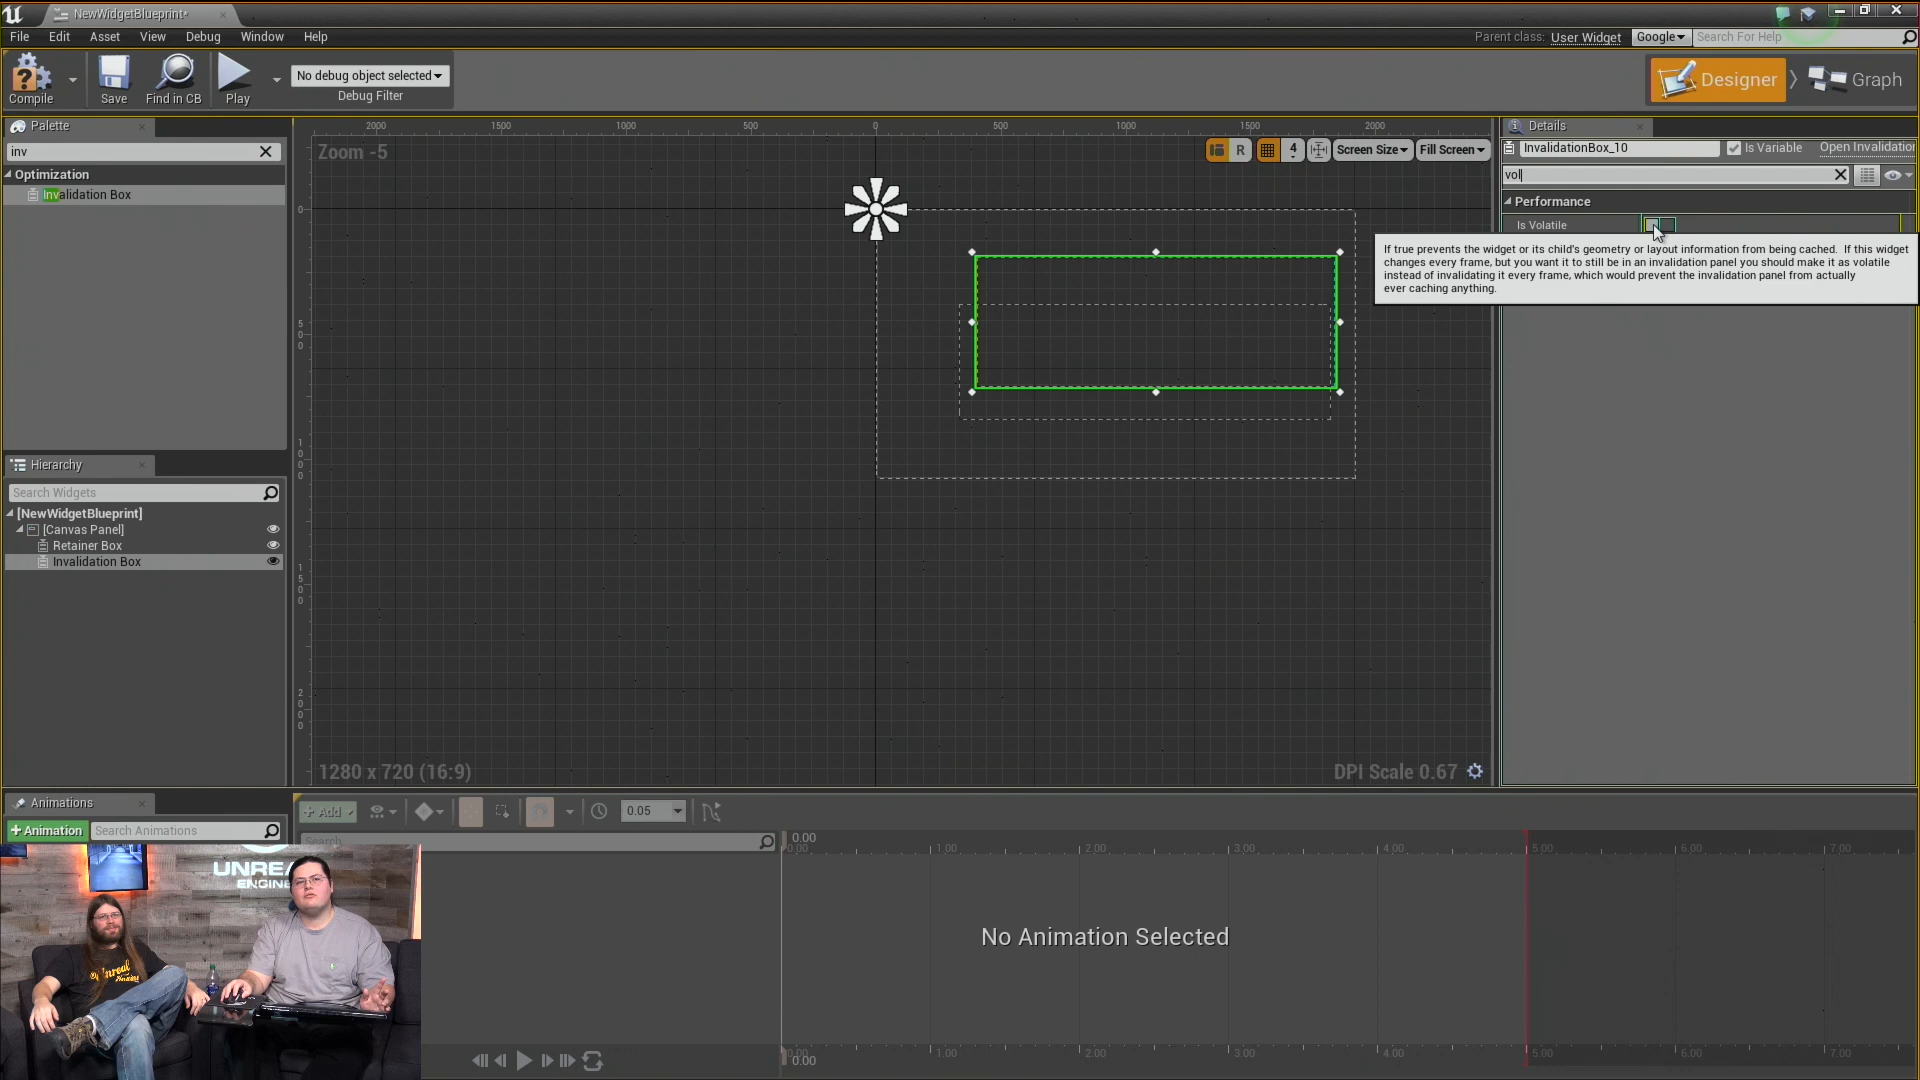 NewWidgetBlueprint*
File Edit Asset View Debug Window Help
Parent class: User Widget Google Search For Help
Compile Save Find in CB Play
No debug object selected
Debug Filter
Designer Graph
Palette
inv
Optimization
Invalidation Box
Hierarchy
Search Widgets
[NewWidgetBlueprint]
[Canvas Panel]
Retainer Box
Invalidation Box
2000 1500 1000 500 0 500 1000 1500 2000
Zoom -5
R 4 Screen Size Fill Screen
0
500
1000
1500
2000
1280 x 720 (16:9)
DPI Scale 0.67
Details
InvalidationBox_10 Is Variable Open Invalidation
vol
Performance
Is Volatile
If true prevents the widget or its child's geometry or layout information from being cached. If this widget
changes every frame, but you want it to still be in an invalidation panel you should make it as volatile
instead of invalidating it every frame, which would prevent the invalidation panel from actually
ever caching anything.
Animations
+Animation Search Animations
+ Add 0.05
Search
0.00
0.00 1.00 2.00 3.00 4.00 5.00 6.00 7.00
No Animation Selected
0.00 1.00 2.00 3.00 4.00 5.00 6.00 7.00
0.00
UNREA
ENGINE
Unreal